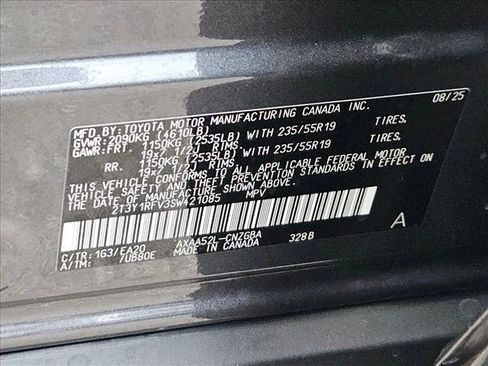 MFD.BY:TOYOTA MOTOR MANUFACTURING CANADA INC. 08/25
GVWR:2090KG (4610LB)
GAWR:FRT. 1150KG (2535LB) WITH 235/55R19 TIRES.
19x7 1/2J RIMS.
RR. 1150KG (2535LB) WITH 235/55R19 TIRES.
19x7 1/2J RIMS.
THIS VEHICLE CONFORMS TO ALL APPLICABLE FEDERAL MOTOR
VEHICLE SAFETY AND THEFT PREVENTION STANDARDS IN EFFECT ON
THE DATE OF MANUFACTURE SHOWN ABOVE.
2T3Y1RFV3SW421085 MPV
A
C/TR:1G3/EA20 AXAA52L-CNZGBA 328B
A/TM: /UB80E MADE IN CANADA